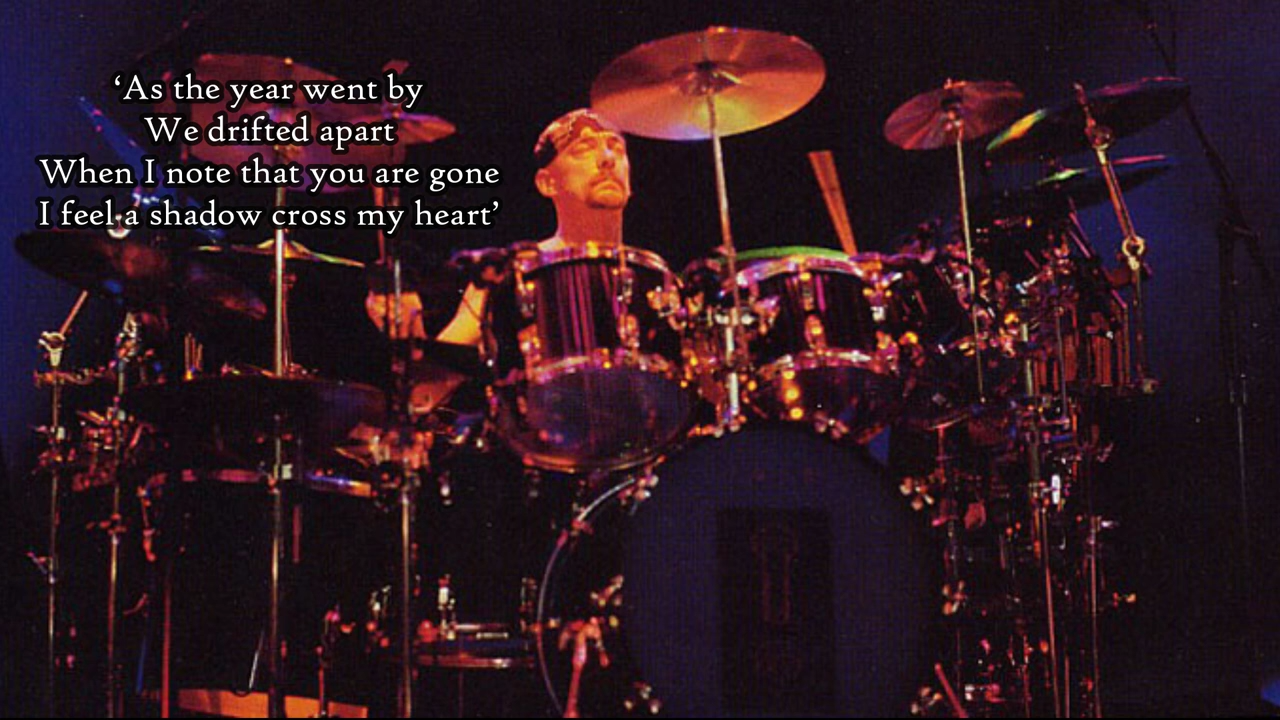 ‘As the year went by
We drifted apart
When I note that you are gone
I feel a shadow cross my heart’